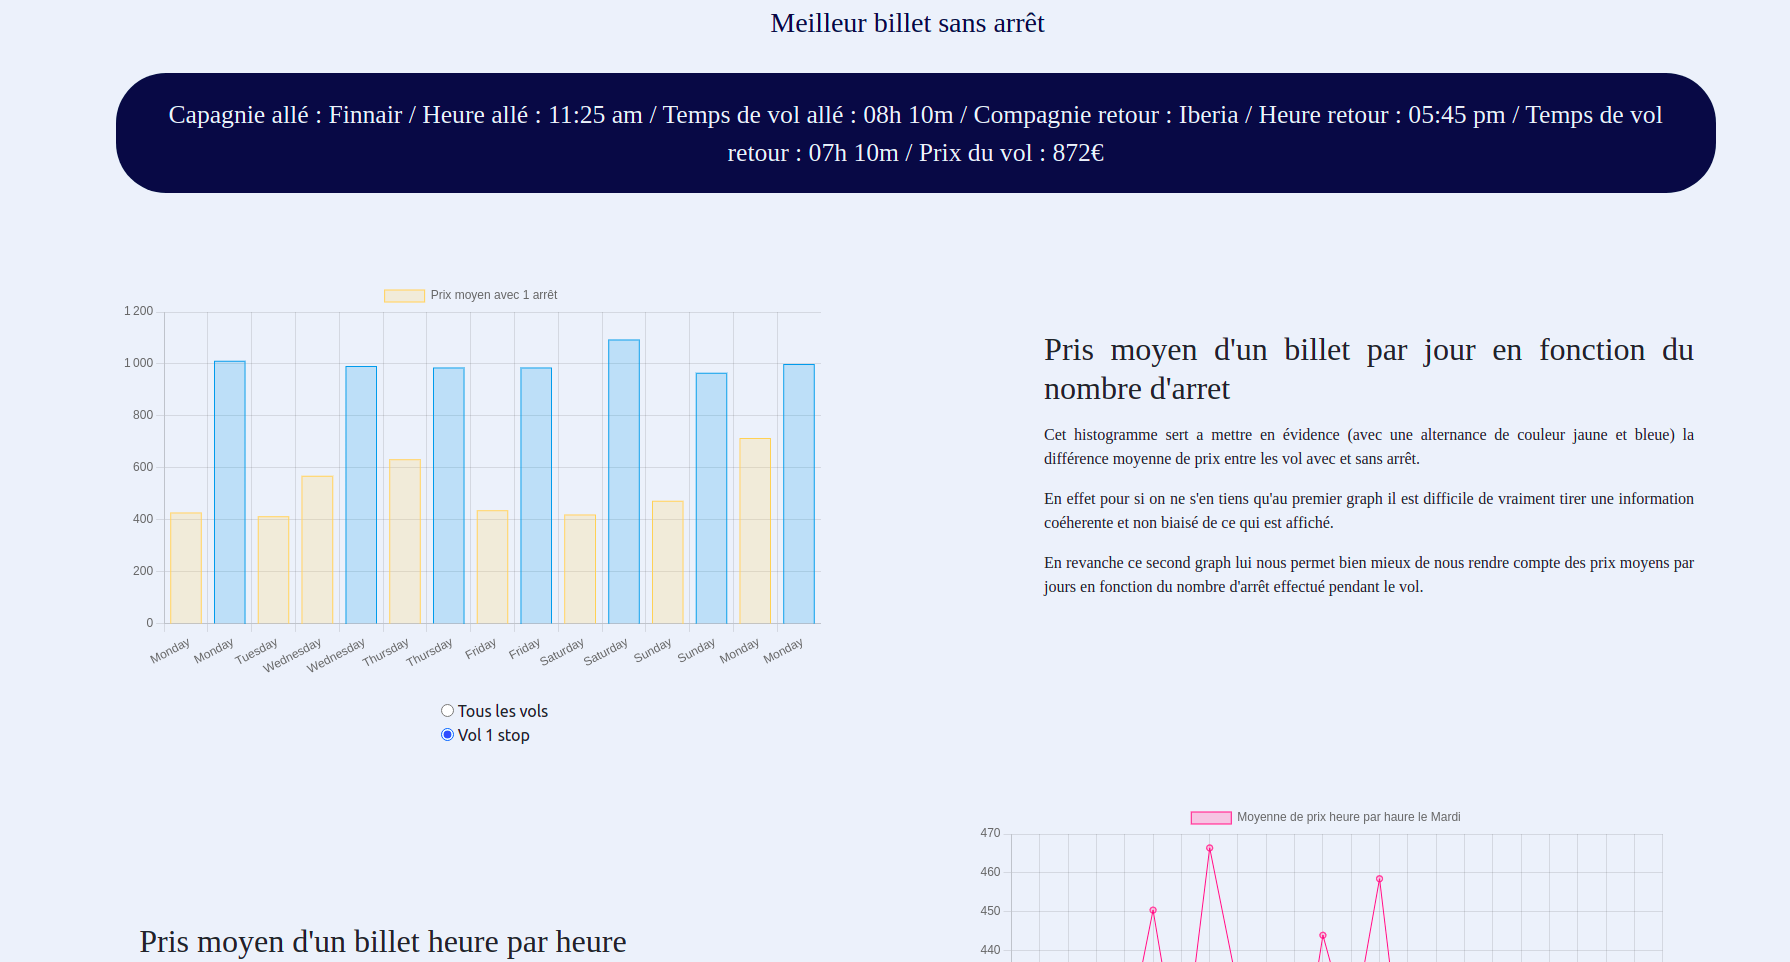 Meilleur billet sans arrêt
Capagnie allé : Finnair / Heure allé : 11:25 am / Temps de vol allé : 08h 10m / Compagnie retour : Iberia / Heure retour : 05:45 pm / Temps de vol
retour : 07h 10m / Prix du vol : 872€
Prix moyen avec 1 arrêt
1 200
1 000
800
600
400
200
0
Monday Monday Tuesday Wednesday Wednesday Thursday Thursday Friday Friday Saturday Saturday Sunday Sunday Monday Monday
Tous les vols
Vol 1 stop
Pris moyen d'un billet par jour en fonction du
nombre d'arret
Cet histogramme sert a mettre en évidence (avec une alternance de couleur jaune et bleue) la
différence moyenne de prix entre les vol avec et sans arrêt.
En effet pour si on ne s'en tiens qu'au premier graph il est difficile de vraiment tirer une information
coéherente et non biaisé de ce qui est affiché.
En revanche ce second graph lui nous permet bien mieux de nous rendre compte des prix moyens par
jours en fonction du nombre d'arrêt effectué pendant le vol.
Pris moyen d'un billet heure par heure
Moyenne de prix heure par haure le Mardi
470
460
450
440